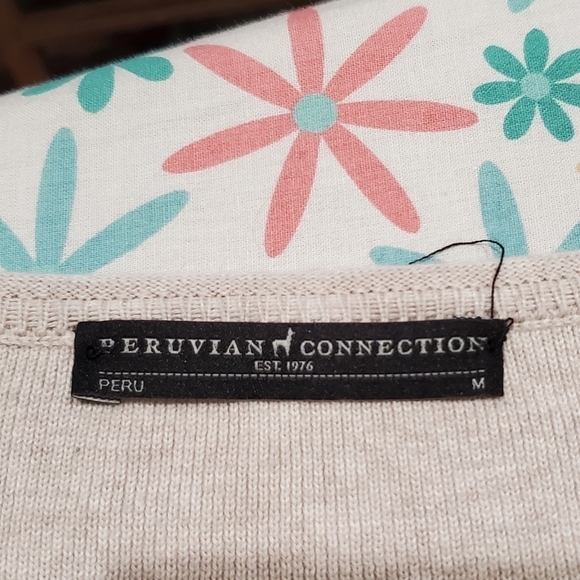 PERUVIAN CONNECTION
EST. 1976
PERU M